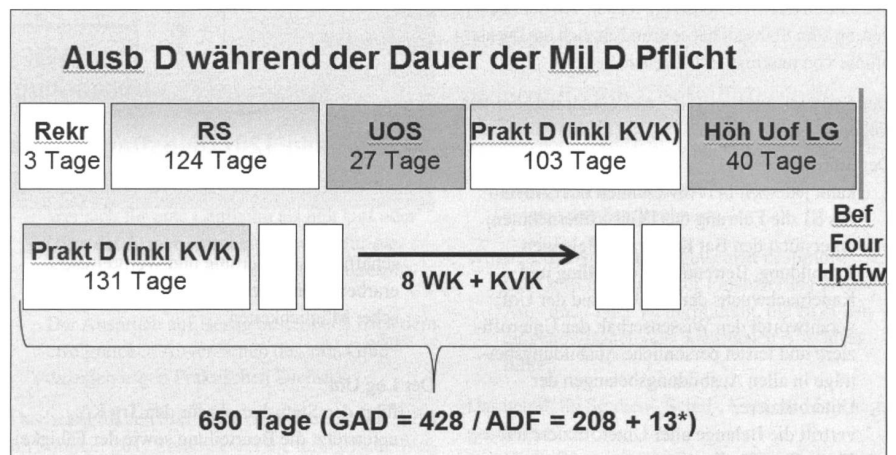 Ausb D während der Dauer der Mil D Pflicht
Rekr
3 Tage
RS
124 Tage
UOS
27 Tage
Prakt D (inkl KVK)
103 Tage
Höh Uof LG
40 Tage
Bef
Four
Hptfw
Prakt D (inkl KVK)
131 Tage
8 WK + KVK
650 Tage (GAD = 428 / ADF = 208 + 13*)